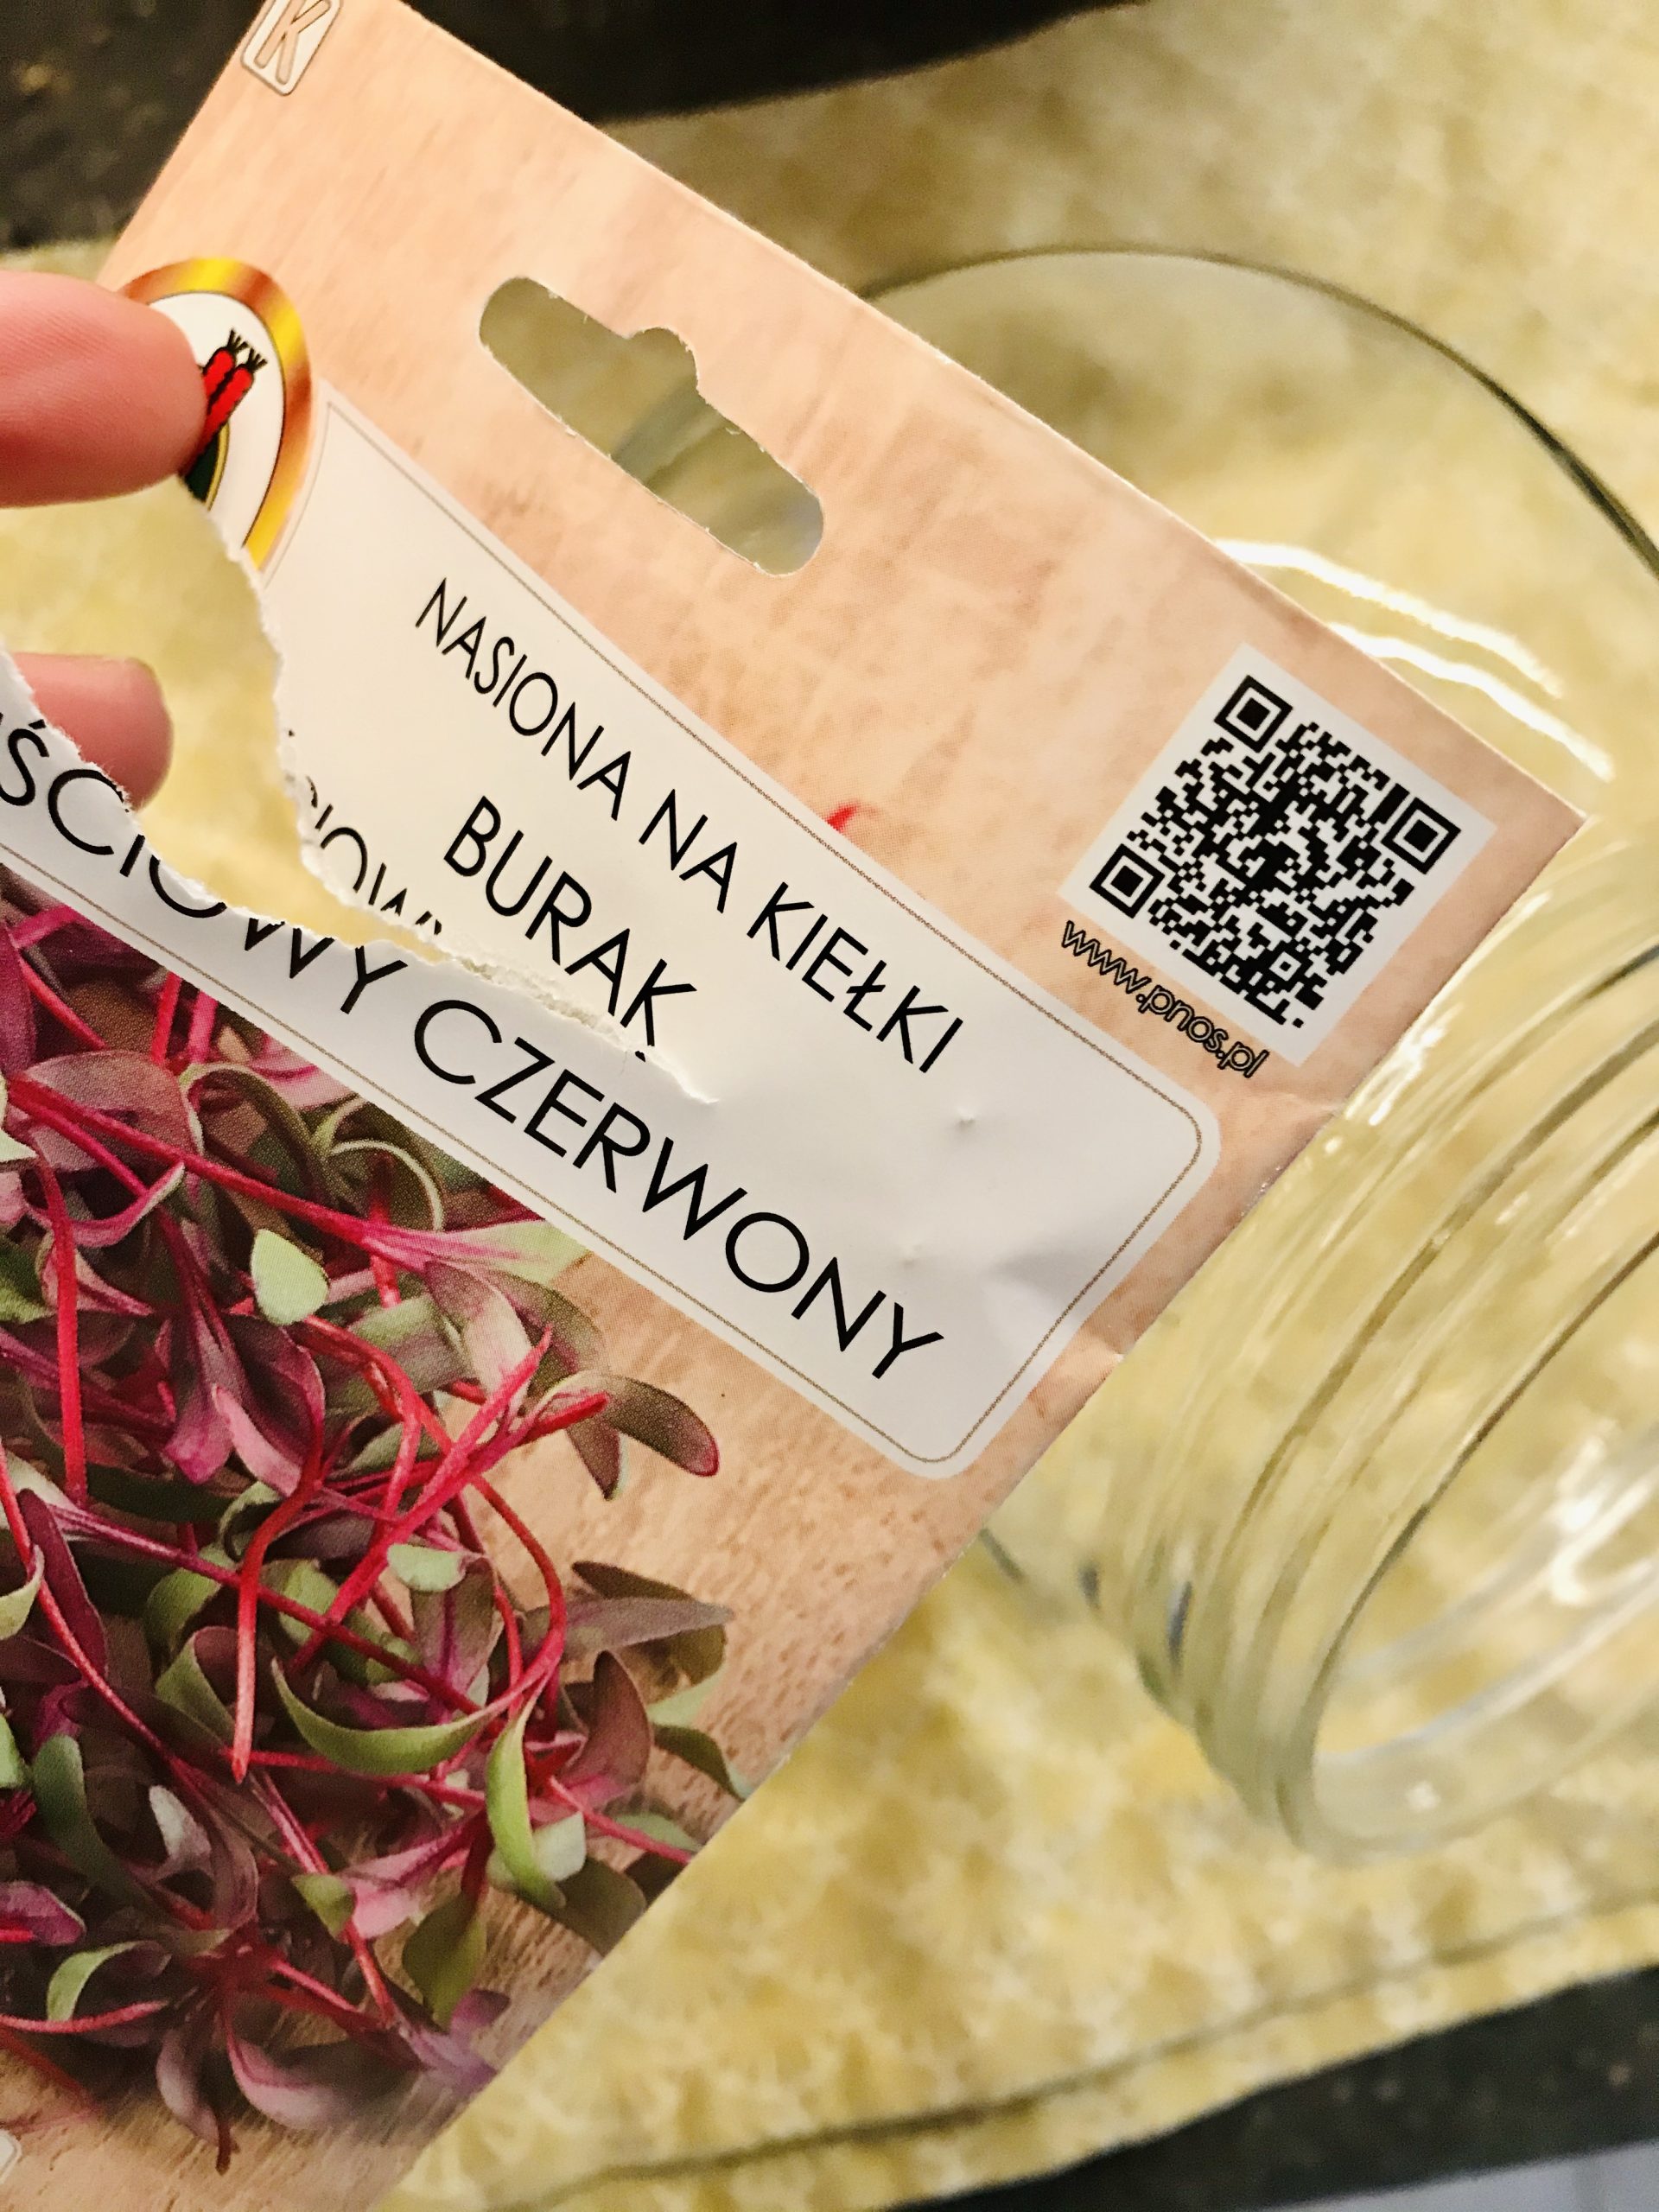 K
NASIONA NA KIEŁKI
BURAK
ŚCIOWY CZERWONY
www.pnos.pl